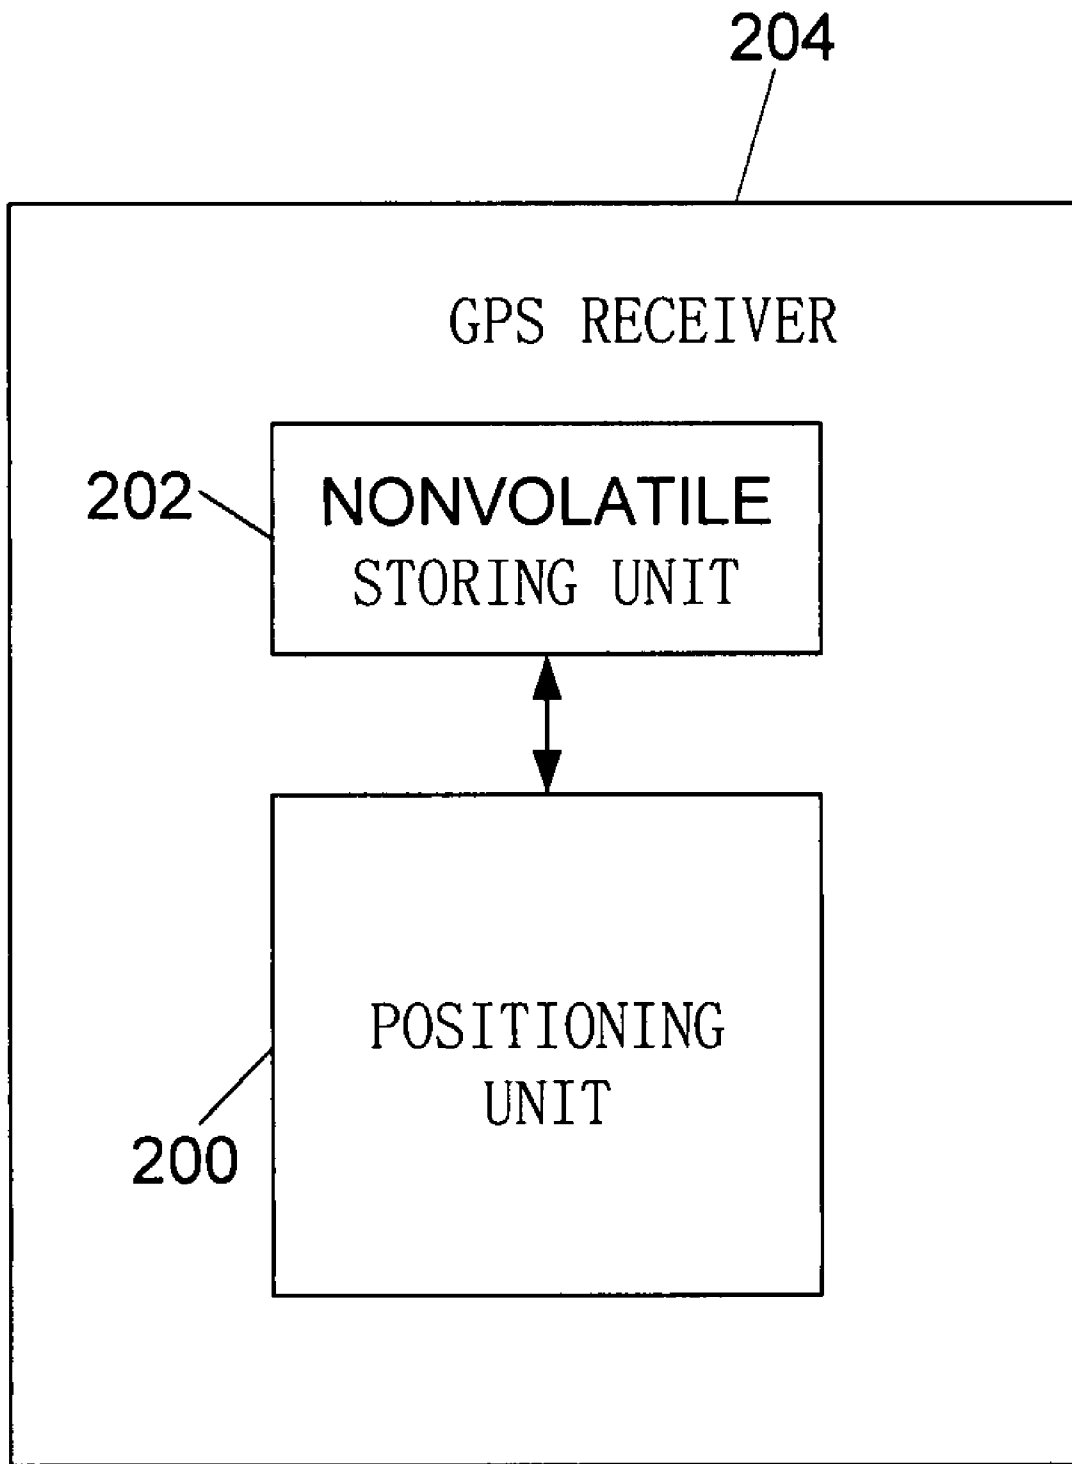 204
GPS RECEIVER
202
NONVOLATILE
STORING UNIT
POSITIONING
UNIT
200